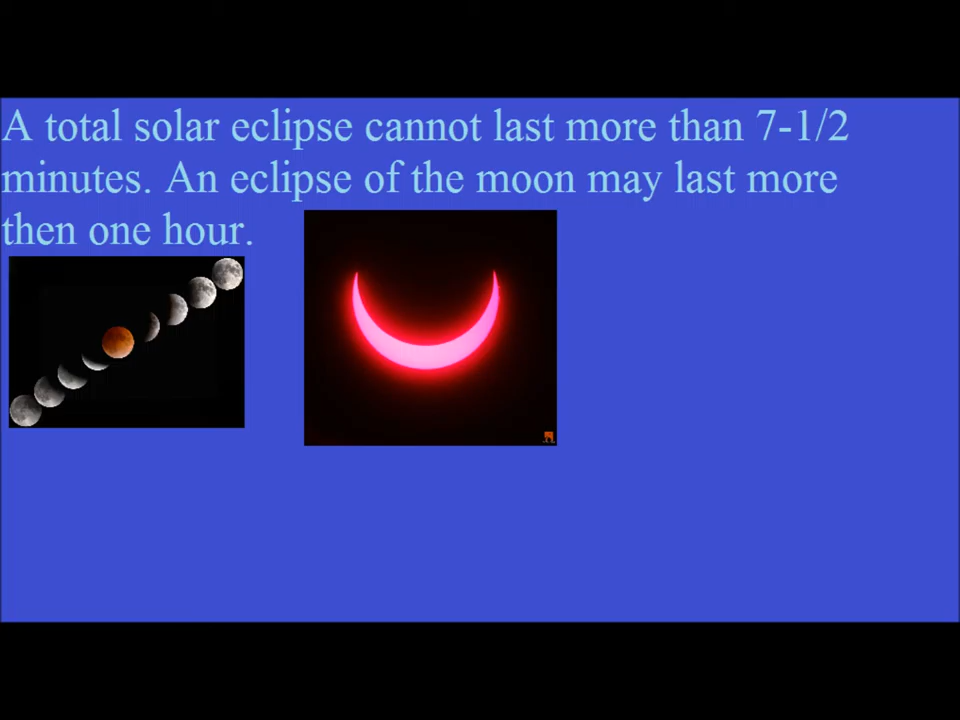 A total solar eclipse cannot last more than 7-1/2
minutes. An eclipse of the moon may last more
then one hour.